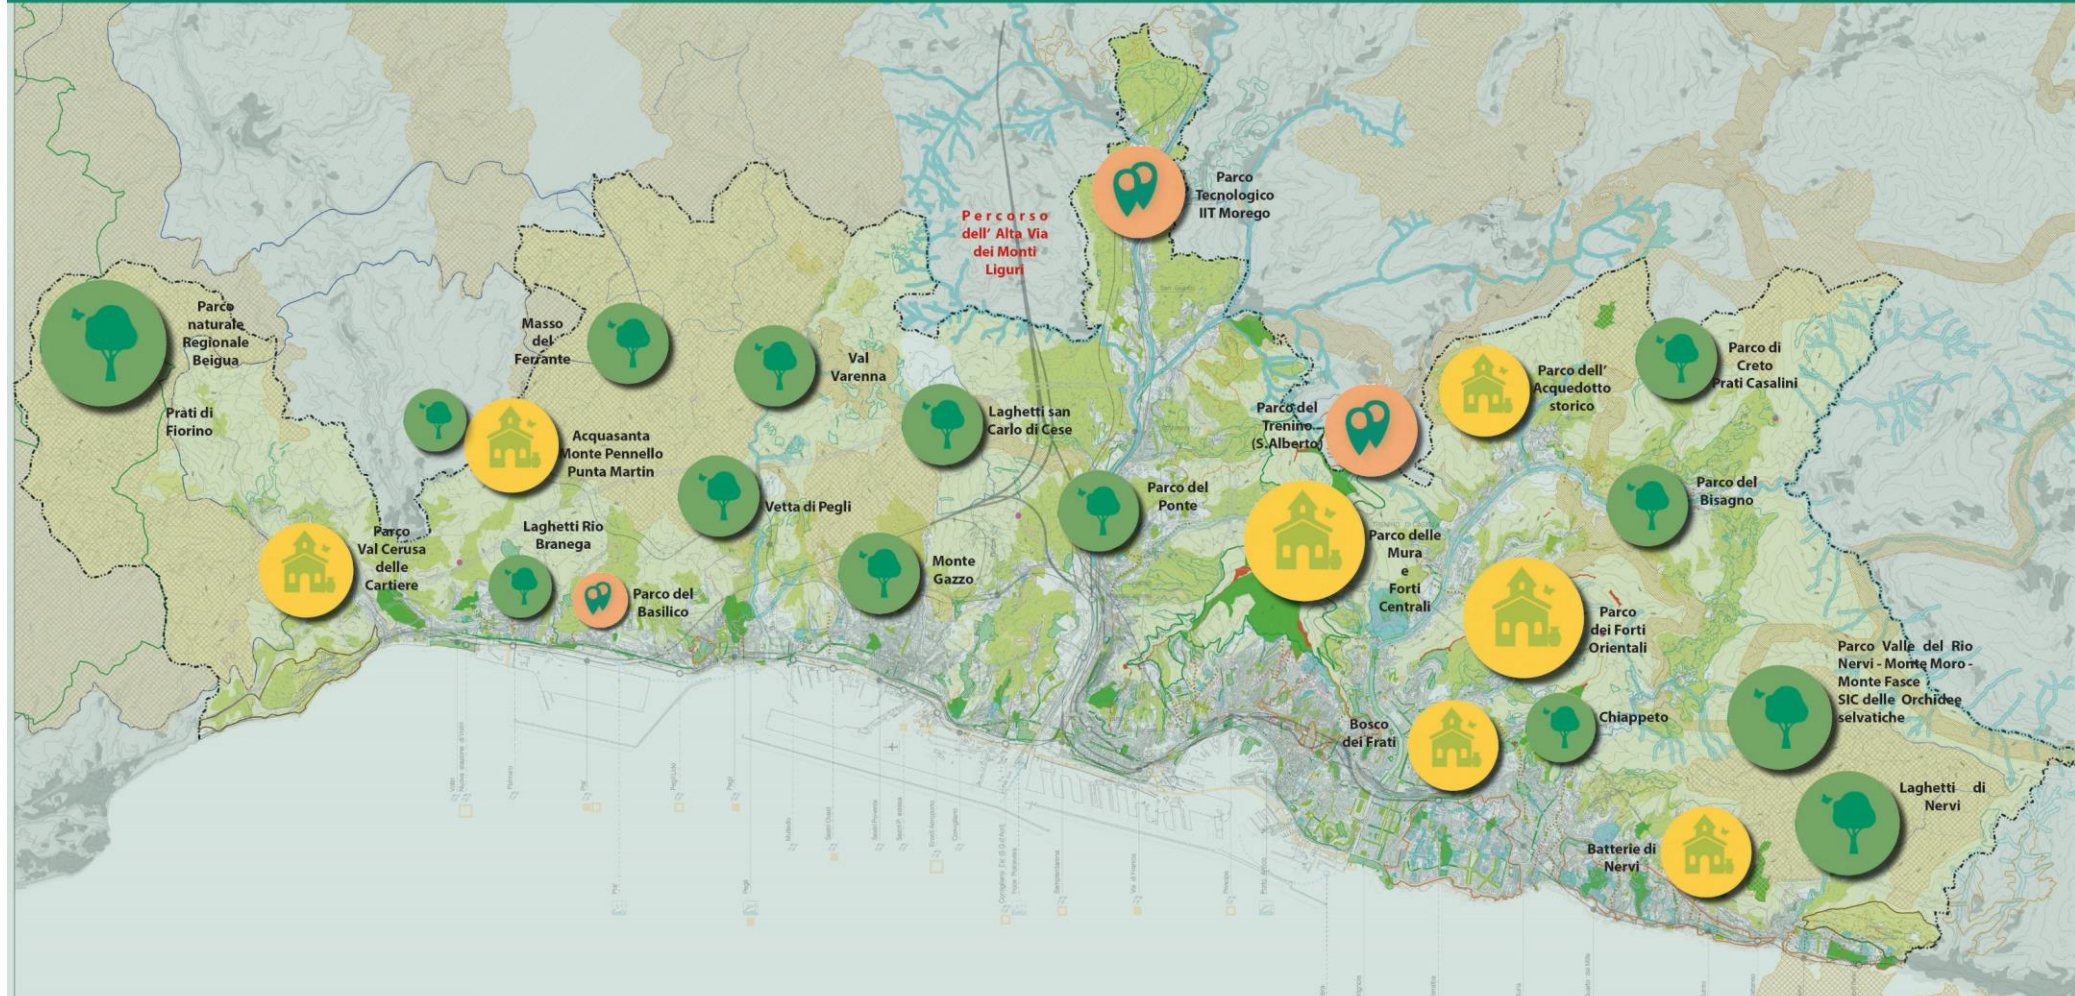 Parco
naturale
Regionale
Beigua
Prati di
Fiorino
Parco
Val Cerusa
delle
Cartiere
Masso
del
Ferrante
Acquasanta
Monte Pennello
Punta Martin
Laghetti Rio
Branega
Parco del
Basilico
Vetta di Pegli
Val
Varenna
Laghetti san
Carlo di Cese
Monte
Gazzo
Percorso
dell' Alta Via
dei Monti
Liguri
Parco
Tecnologico
IIT Morego
Parco del
Ponte
Parco del
Trenino
(S.Alberto)
Parco delle
Mura
e
Forti
Centrali
Parco dell'
Acquedotto
storico
Parco di
Creto
Prati Casalini
Parco del
Bisagno
Parco
dei Forti
Orientali
Bosco
dei Frati
Chiappeto
Parco Valle del Rio
Nervi - Monte Moro -
Monte Fasce
SIC delle Orchidee
selvatiche
Laghetti di
Nervi
Batterie di
Nervi